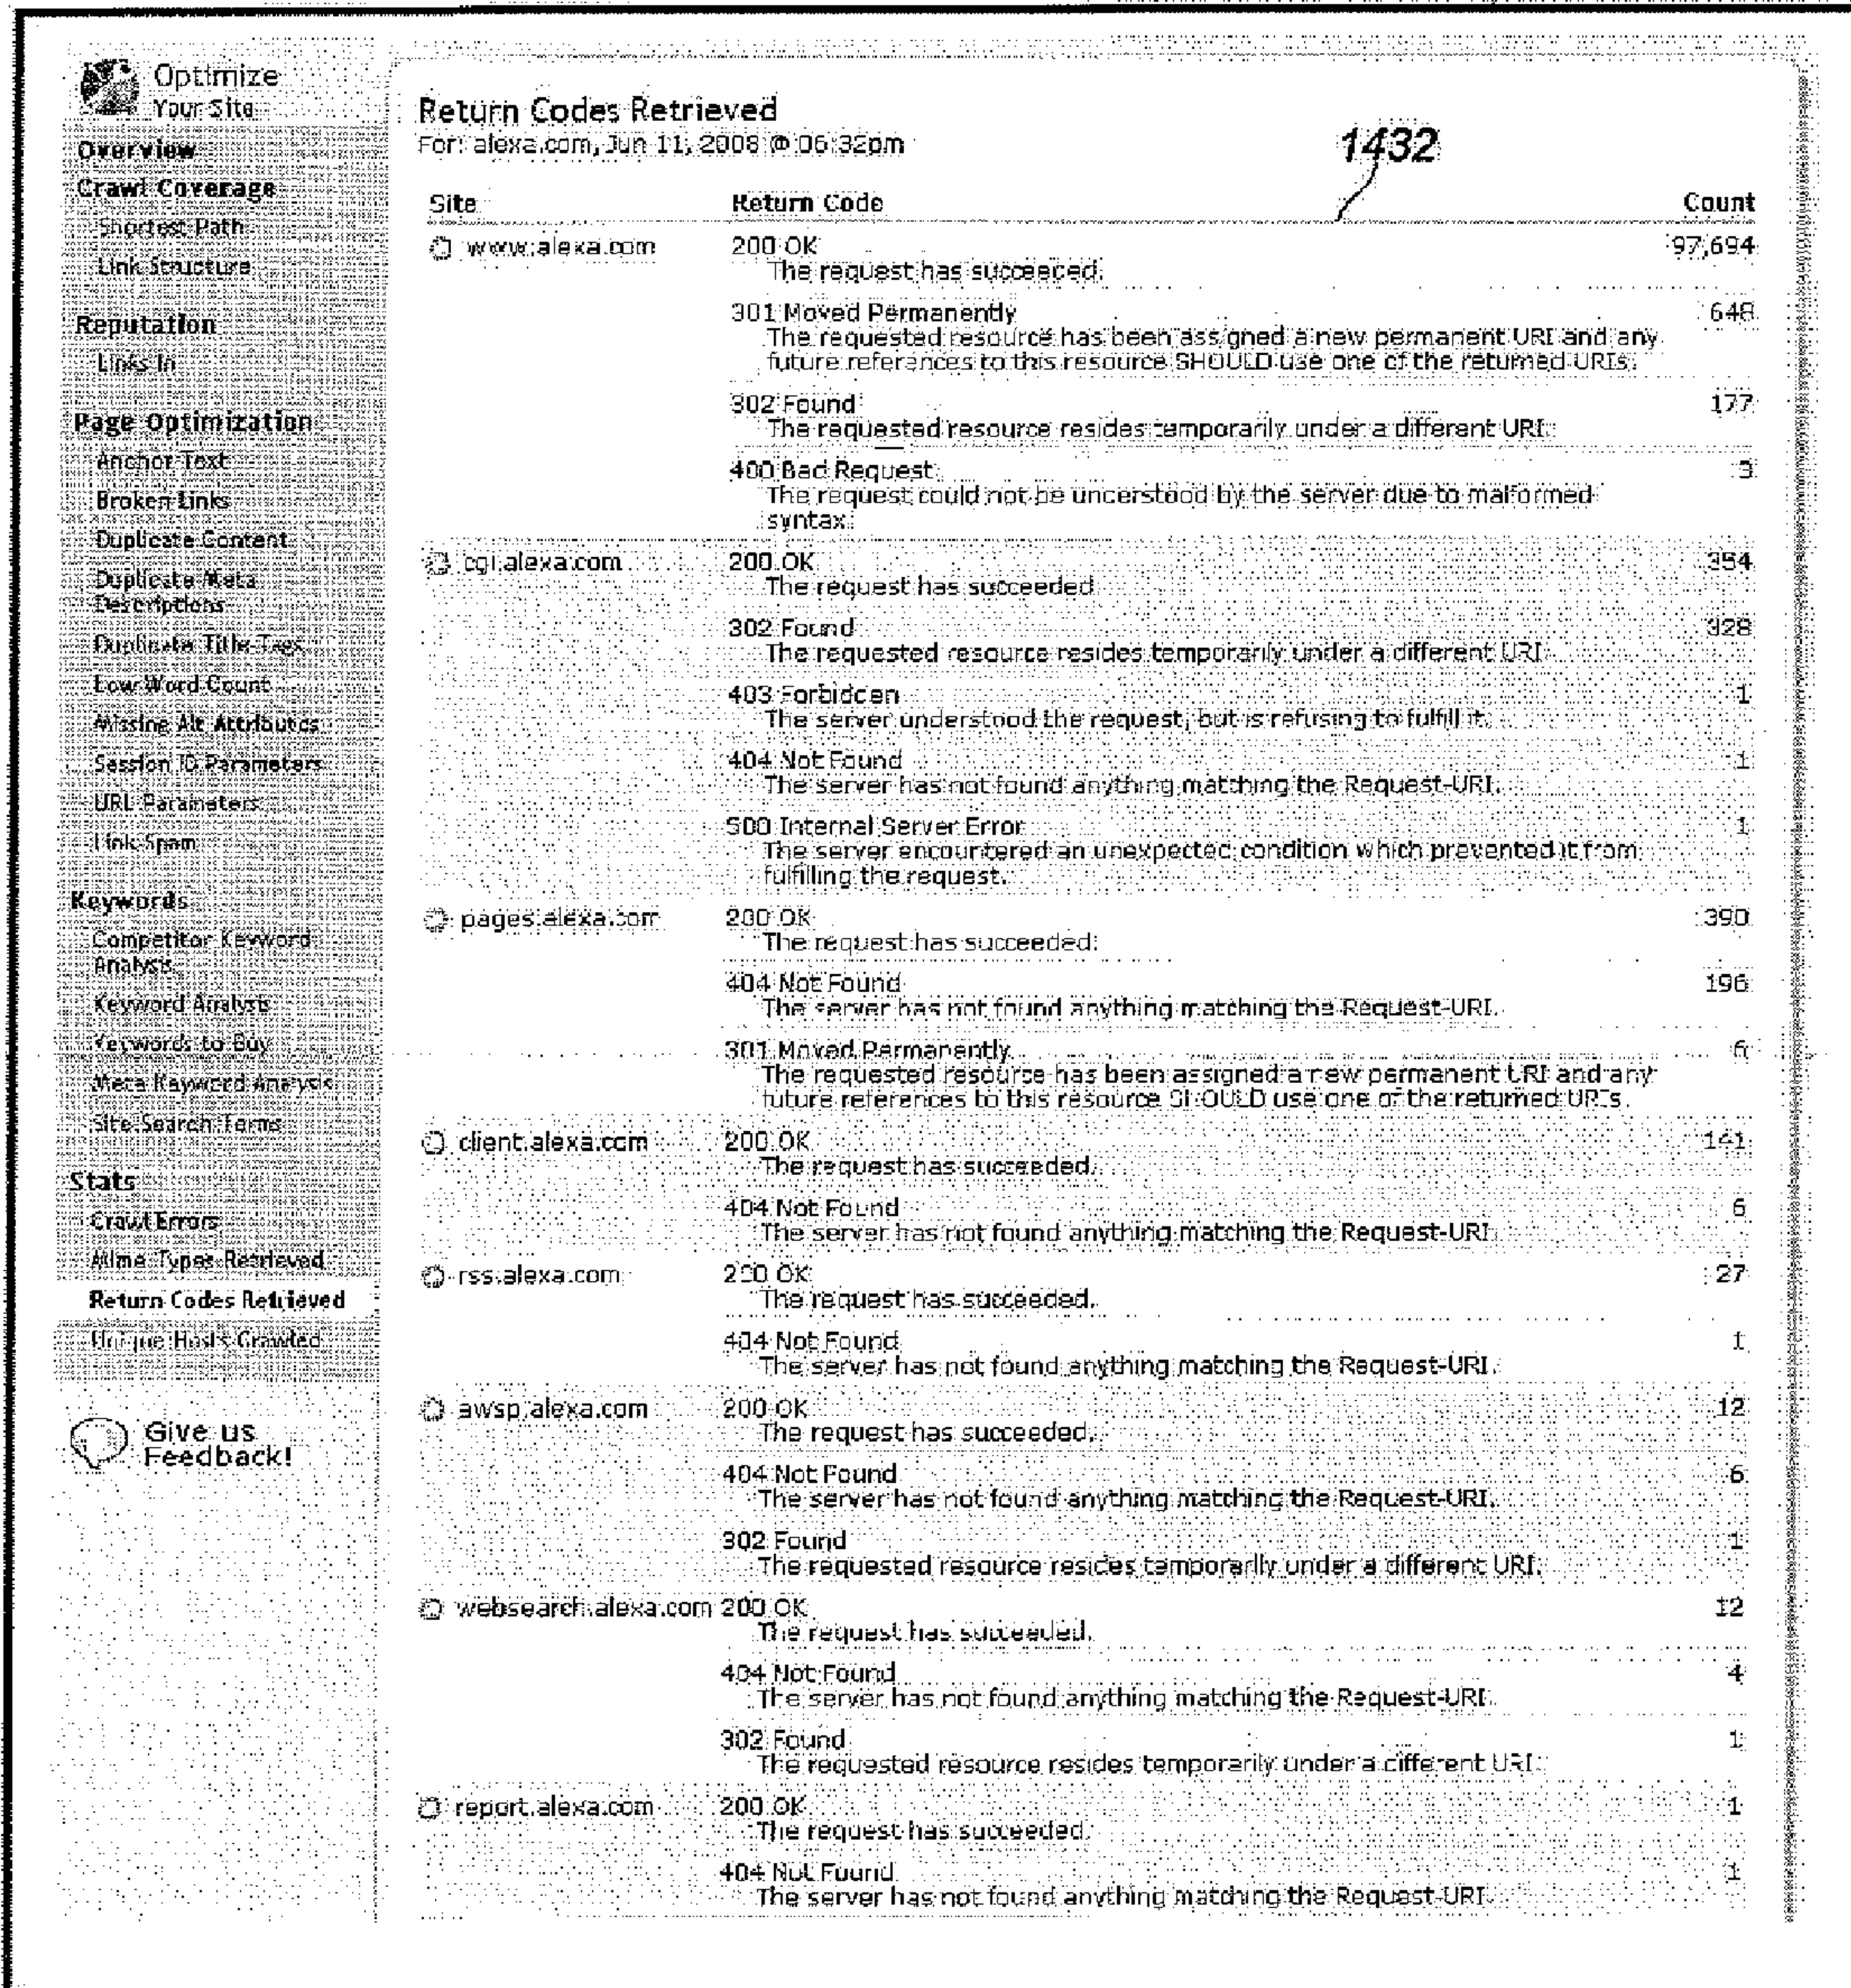 Optimize
Your Site
Overview
Crawl Coverage
Shortest Path
Link Structure
Reputation
Links In
Page Optimization
Anchor Text
Broken Links
Duplicate Content
Duplicate Meta
Descriptions
Duplicate Title Tags
Low Word Count
Missing Alt Attributes
Session ID Parameters
URL Parameters
Link Spam
Keywords
Competitor Keyword
Analysis
Keyword Analysis
Keywords to Buy
Meta Keyword Analysis
Site Search Terms
Stats
Crawl Errors
Mime Types Retrieved
Return Codes Retrieved
Unique Hosts Crawled
Give us
Feedback!
Return Codes Retrieved
For: alexa.com, Jun 11, 2008 @ 06:32pm
1432
Site Return Code Count
www.alexa.com 200 OK 97,694
The request has succeeded.
301 Moved Permanently 648
The requested resource has been assigned a new permanent URI and any
future references to this resource SHOULD use one of the returned URIs.
302 Found 177
The requested resource resides temporarily under a different URI.
400 Bad Request 3
The request could not be understood by the server due to malformed
syntax.
cgi.alexa.com 200 OK 354
The request has succeeded
302 Found 328
The requested resource resides temporarily under a different URI.
403 Forbidden 1
The server understood the request, but is refusing to fulfill it.
404 Not Found 1
The server has not found anything matching the Request-URI.
500 Internal Server Error 1
The server encountered an unexpected condition which prevented it from
fulfilling the request.
pages.alexa.com 200 OK 390
The request has succeeded.
404 Not Found 196
The server has not found anything matching the Request-URI.
301 Moved Permanently 6
The requested resource has been assigned a new permanent URI and any
future references to this resource SHOULD use one of the returned URIs.
client.alexa.com 200 OK 141
The request has succeeded.
404 Not Found 6
The server has not found anything matching the Request-URI.
rss.alexa.com 200 OK 27
The request has succeeded.
404 Not Found 1
The server has not found anything matching the Request-URI.
awsp.alexa.com 200 OK 12
The request has succeeded.
404 Not Found 6
The server has not found anything matching the Request-URI.
302 Found 1
The requested resource resides temporarily under a different URI.
websearch.alexa.com 200 OK 12
The request has succeeded.
404 Not Found 4
The server has not found anything matching the Request-URI.
302 Found 1
The requested resource resides temporarily under a different URI.
report.alexa.com 200 OK 1
The request has succeeded.
404 Not Found 1
The server has not found anything matching the Request-URI.